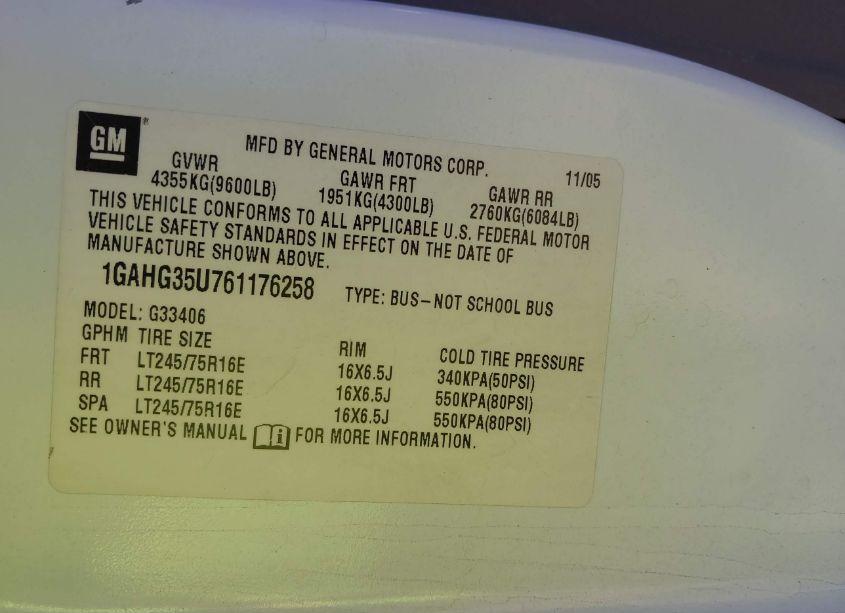 GM®
MFD BY GENERAL MOTORS CORP. 11/05
GVWR GAWR FRT GAWR RR
4355KG(9600LB) 1951KG(4300LB) 2760KG(6084LB)
THIS VEHICLE CONFORMS TO ALL APPLICABLE U.S. FEDERAL MOTOR
VEHICLE SAFETY STANDARDS IN EFFECT ON THE DATE OF
MANUFACTURE SHOWN ABOVE.
1GAHG35U761176258 TYPE: BUS-NOT SCHOOL BUS
MODEL: G33406
GPHM TIRE SIZE RIM COLD TIRE PRESSURE
FRT LT245/75R16E 16X6.5J 340KPA(50PSI)
RR LT245/75R16E 16X6.5J 550KPA(80PSI)
SPA LT245/75R16E 16X6.5J 550KPA(80PSI)
SEE OWNER'S MANUAL i FOR MORE INFORMATION.